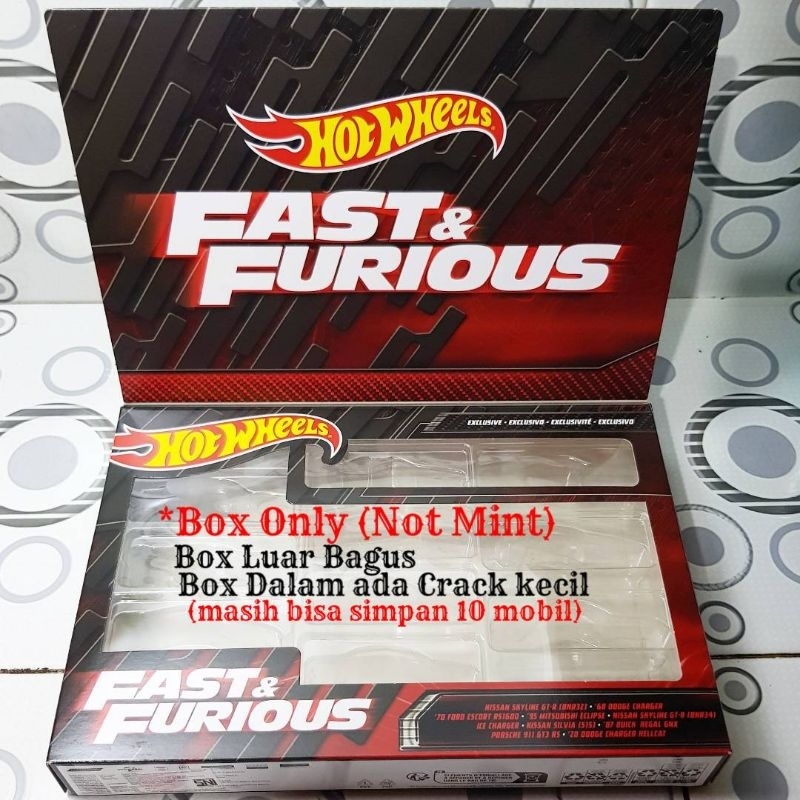 HOT WHEELS
FAST &
FURIOUS
HOT WHEELS
EXCLUSIVE • EXCLUSIVO • EXCLUSIVITÉ • EXCLUSIVO
*Box Only (Not Mint)
Box Luar Bagus
Box Dalam ada Crack kecil
(masih bisa simpan 10 mobil)
FAST &
FURIOUS
NISSAN SKYLINE GT-R (BNR32) • '68 DODGE CHARGER
'70 FORD ESCORT RS1600 • '95 MITSUBISHI ECLIPSE • NISSAN SKYLINE GT-R (BNR34)
ICE CHARGER • NISSAN SILVIA (S15) • '87 BUICK REGAL GNX
PORSCHE 911 GT3 RS • '20 DODGE CHARGER HELLCAT
SNI